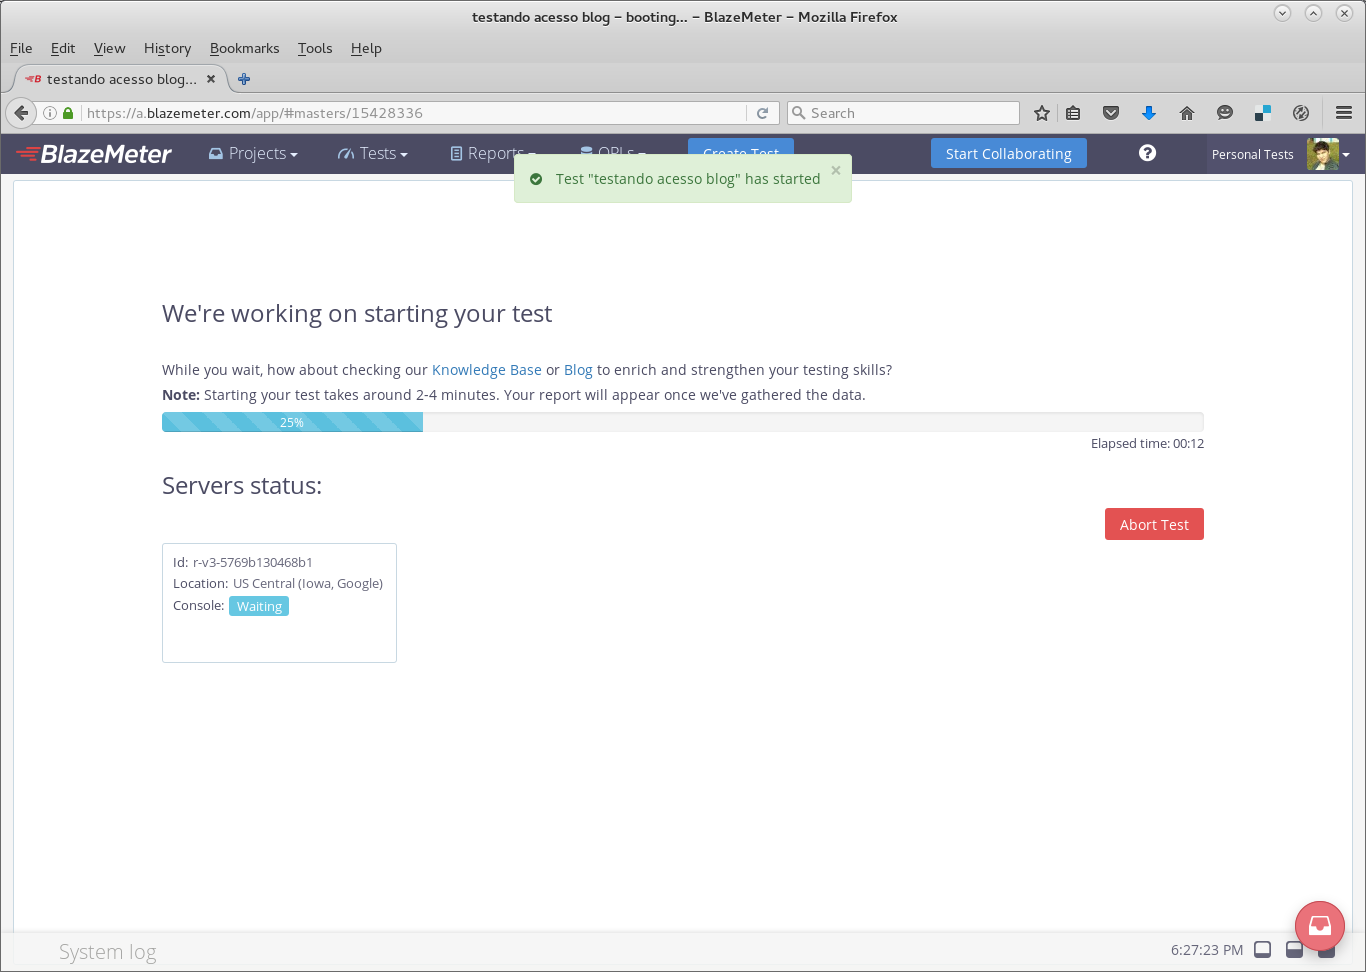 testando acesso blog – booting... – BlazeMeter – Mozilla Firefox
File Edit View History Bookmarks Tools Help
testando acesso blog...
https://a.blazemeter.com/app/#masters/15428336
Search
BlazeMeter Projects Tests Reports URLs Create Test Start Collaborating Personal Tests
Test "testando acesso blog" has started
We're working on starting your test
While you wait, how about checking our Knowledge Base or Blog to enrich and strengthen your testing skills?
Note: Starting your test takes around 2-4 minutes. Your report will appear once we've gathered the data.
25%
Elapsed time: 00:12
Servers status:
Abort Test
Id: r-v3-5769b130468b1
Location: US Central (Iowa, Google)
Console: Waiting
System log
6:27:23 PM